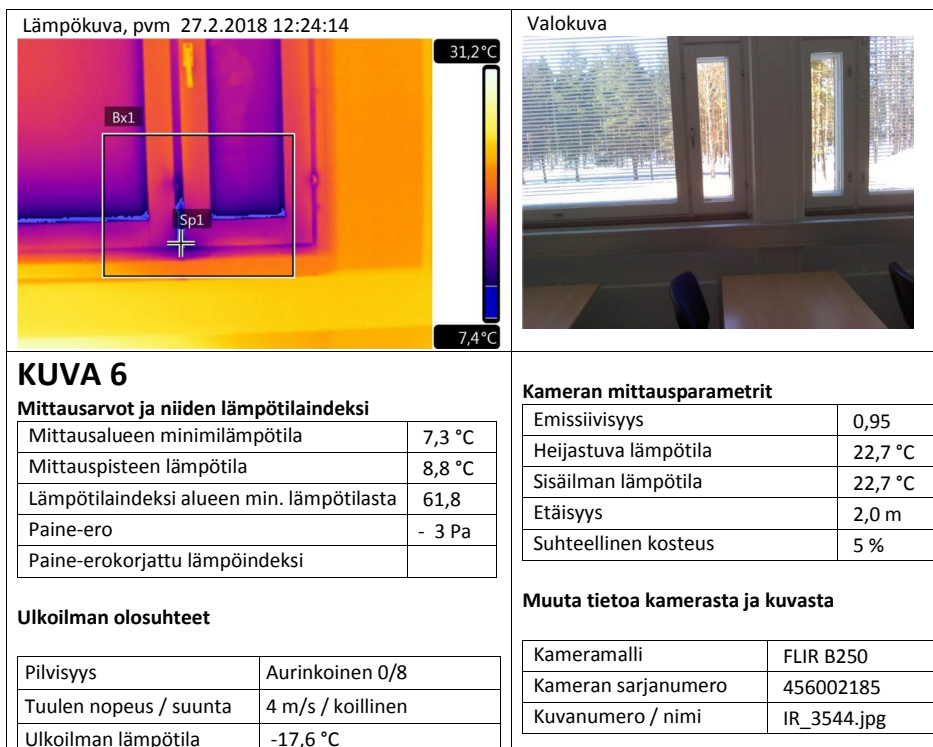 Lämpökuva, pvm 27.2.2018 12:24:14
31,2°C
Bx1
Sp1
7,4°C
Valokuva
KUVA 6
Mittausarvot ja niiden lämpötilaindeksi
Mittausalueen minimilämpötila 7,3 °C
Mittauspisteen lämpötila 8,8 °C
Lämpötilaindeksi alueen min. lämpötilasta 61,8
Paine-ero - 3 Pa
Paine-erokorjattu lämpöindeksi
Ulkoilman olosuhteet
Pilvisyys Aurinkoinen 0/8
Tuulen nopeus / suunta 4 m/s / koillinen
Ulkoilman lämpötila -17,6 °C
Kameran mittausparametrit
Emissiivisyys 0,95
Heijastuva lämpötila 22,7 °C
Sisäilman lämpötila 22,7 °C
Etäisyys 2,0 m
Suhteellinen kosteus 5 %
Muuta tietoa kamerasta ja kuvasta
Kameramalli FLIR B250
Kameran sarjanumero 456002185
Kuvanumero / nimi IR_3544.jpg